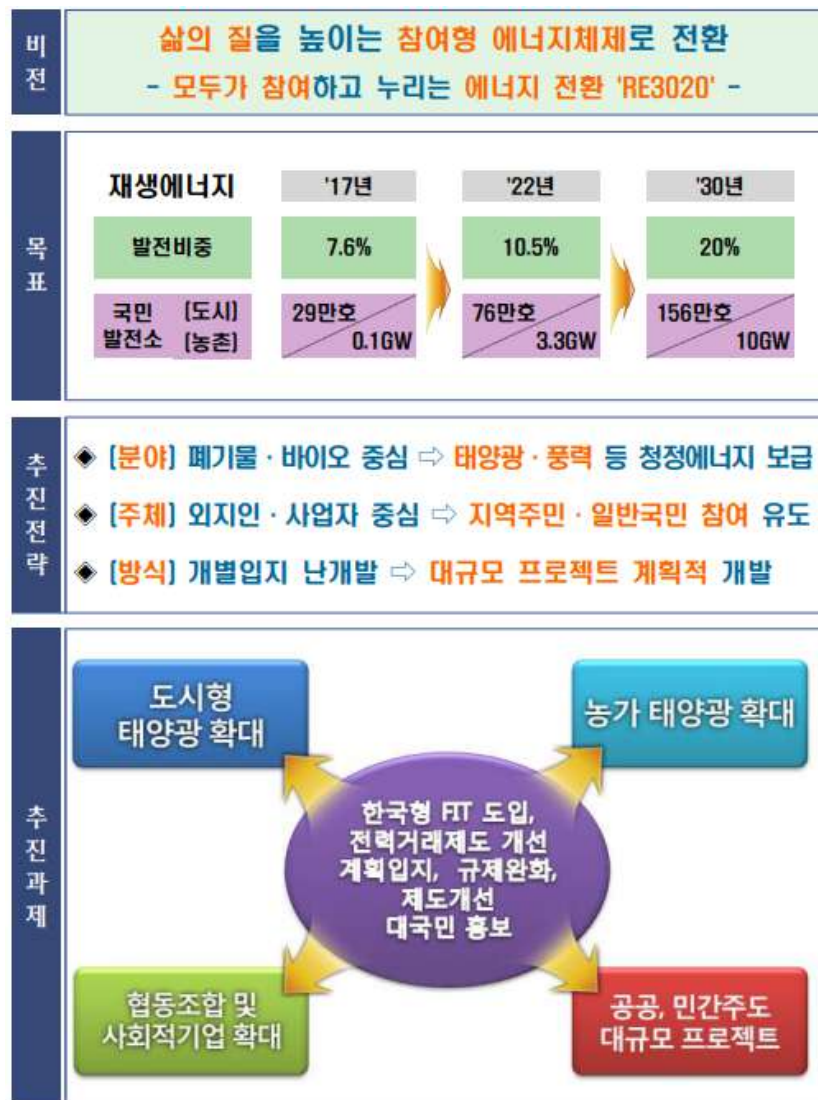 비전
삶의 질을 높이는 참여형 에너지체제로 전환
- 모두가 참여하고 누리는 에너지 전환 'RE3020' -
목표
재생에너지 '17년 '22년 '30년
발전비중 7.6% 10.5% 20%
국민 [도시] 29만호 76만호 156만호
발전소 [농촌] 0.1GW 3.3GW 10GW
추진전략
◈ [분야] 폐기물·바이오 중심 ⇨ 태양광·풍력 등 청정에너지 보급
◈ [주체] 외지인·사업자 중심 ⇨ 지역주민·일반국민 참여 유도
◈ [방식] 개별입지 난개발 ⇨ 대규모 프로젝트 계획적 개발
추진과제
도시형
태양광 확대
농가 태양광 확대
한국형 FIT 도입,
전력거래제도 개선
계획입지, 규제완화,
제도개선
대국민 홍보
협동조합 및
사회적기업 확대
공공, 민간주도
대규모 프로젝트